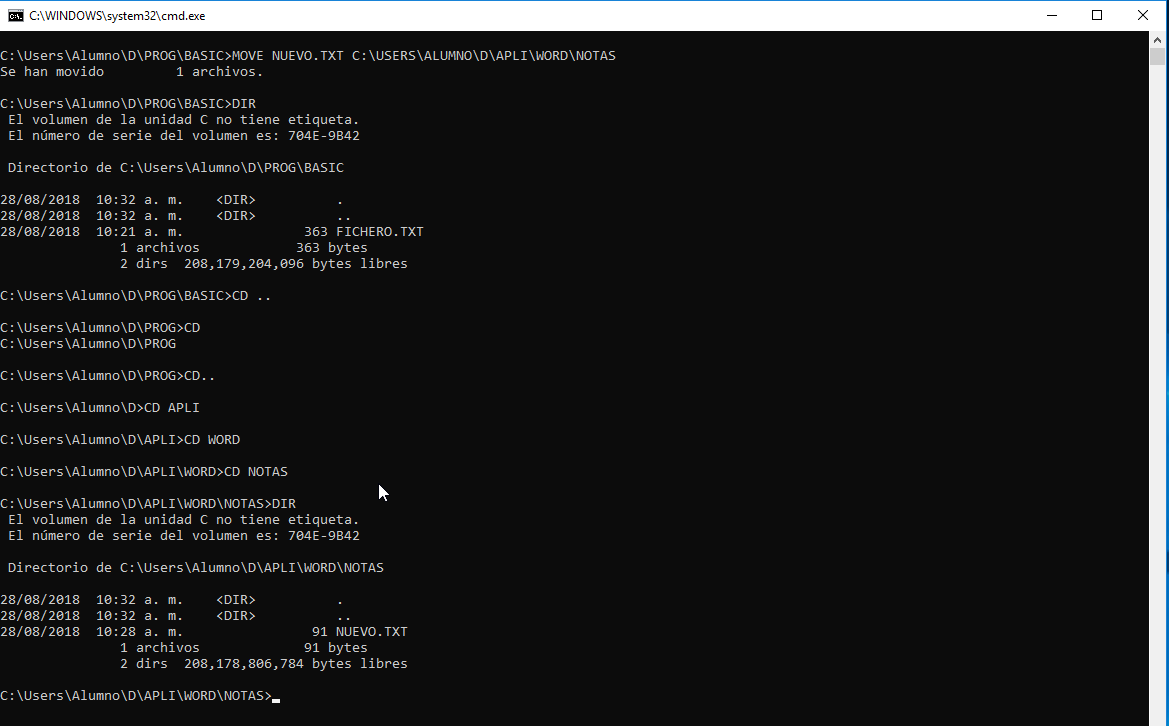 C:\WINDOWS\system32\cmd.exe
C:\Users\Alumno\D\PROG\BASIC>MOVE NUEVO.TXT C:\USERS\ALUMNO\D\APLI\WORD\NOTAS
Se han movido         1 archivos.
C:\Users\Alumno\D\PROG\BASIC>DIR
 El volumen de la unidad C no tiene etiqueta.
 El número de serie del volumen es: 704E-9B42
 Directorio de C:\Users\Alumno\D\PROG\BASIC
28/08/2018  10:32 a. m.    <DIR>          .
28/08/2018  10:32 a. m.    <DIR>          ..
28/08/2018  10:21 a. m.               363 FICHERO.TXT
               1 archivos            363 bytes
               2 dirs  208,179,204,096 bytes libres
C:\Users\Alumno\D\PROG\BASIC>CD ..
C:\Users\Alumno\D\PROG>CD
C:\Users\Alumno\D\PROG
C:\Users\Alumno\D\PROG>CD..
C:\Users\Alumno\D>CD APLI
C:\Users\Alumno\D\APLI>CD WORD
C:\Users\Alumno\D\APLI\WORD>CD NOTAS
C:\Users\Alumno\D\APLI\WORD\NOTAS>DIR
 El volumen de la unidad C no tiene etiqueta.
 El número de serie del volumen es: 704E-9B42
 Directorio de C:\Users\Alumno\D\APLI\WORD\NOTAS
28/08/2018  10:32 a. m.    <DIR>          .
28/08/2018  10:32 a. m.    <DIR>          ..
28/08/2018  10:28 a. m.                91 NUEVO.TXT
               1 archivos             91 bytes
               2 dirs  208,178,806,784 bytes libres
C:\Users\Alumno\D\APLI\WORD\NOTAS>